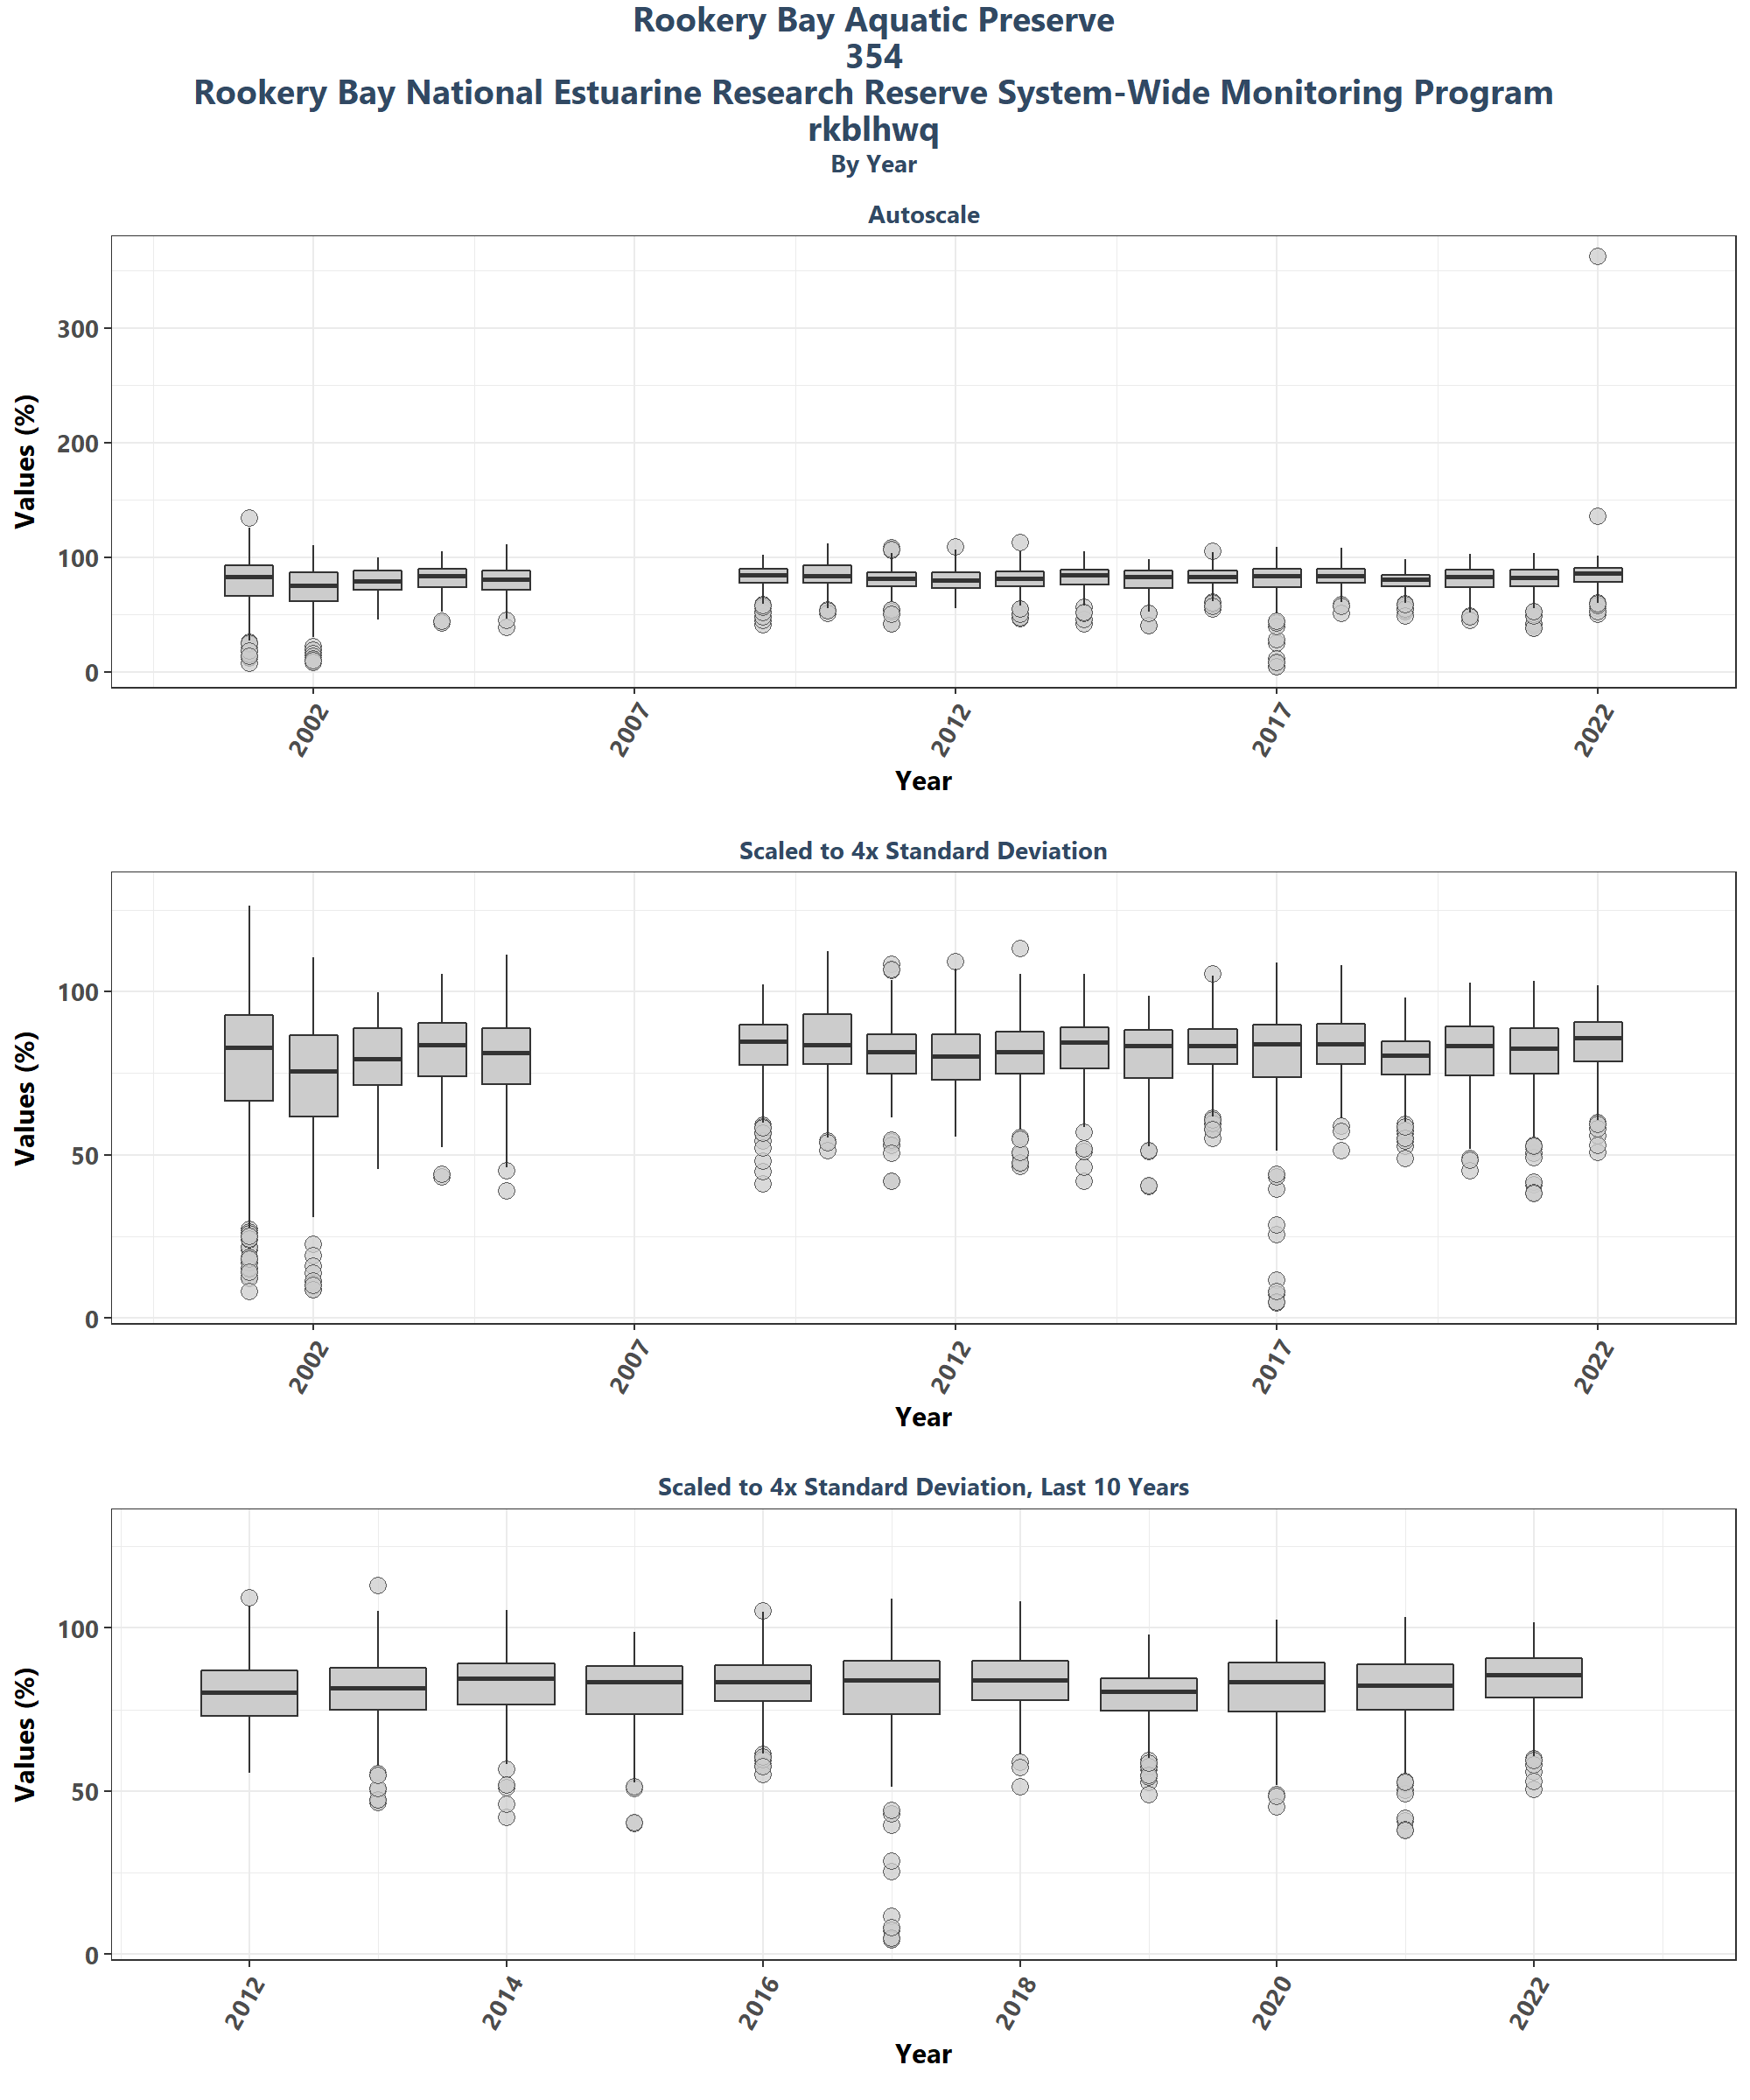 Rookery Bay Aquatic Preserve
354
Rookery Bay National Estuarine Research Reserve System-Wide Monitoring Program
rkblhwq
By Year
Autoscale
Values (%)
300
200
100
0
2002
2007
2012
2017
2022
Year
Scaled to 4x Standard Deviation
Values (%)
100
50
0
2002
2007
2012
2017
2022
Year
Scaled to 4x Standard Deviation, Last 10 Years
Values (%)
100
50
0
2012
2014
2016
2018
2020
2022
Year